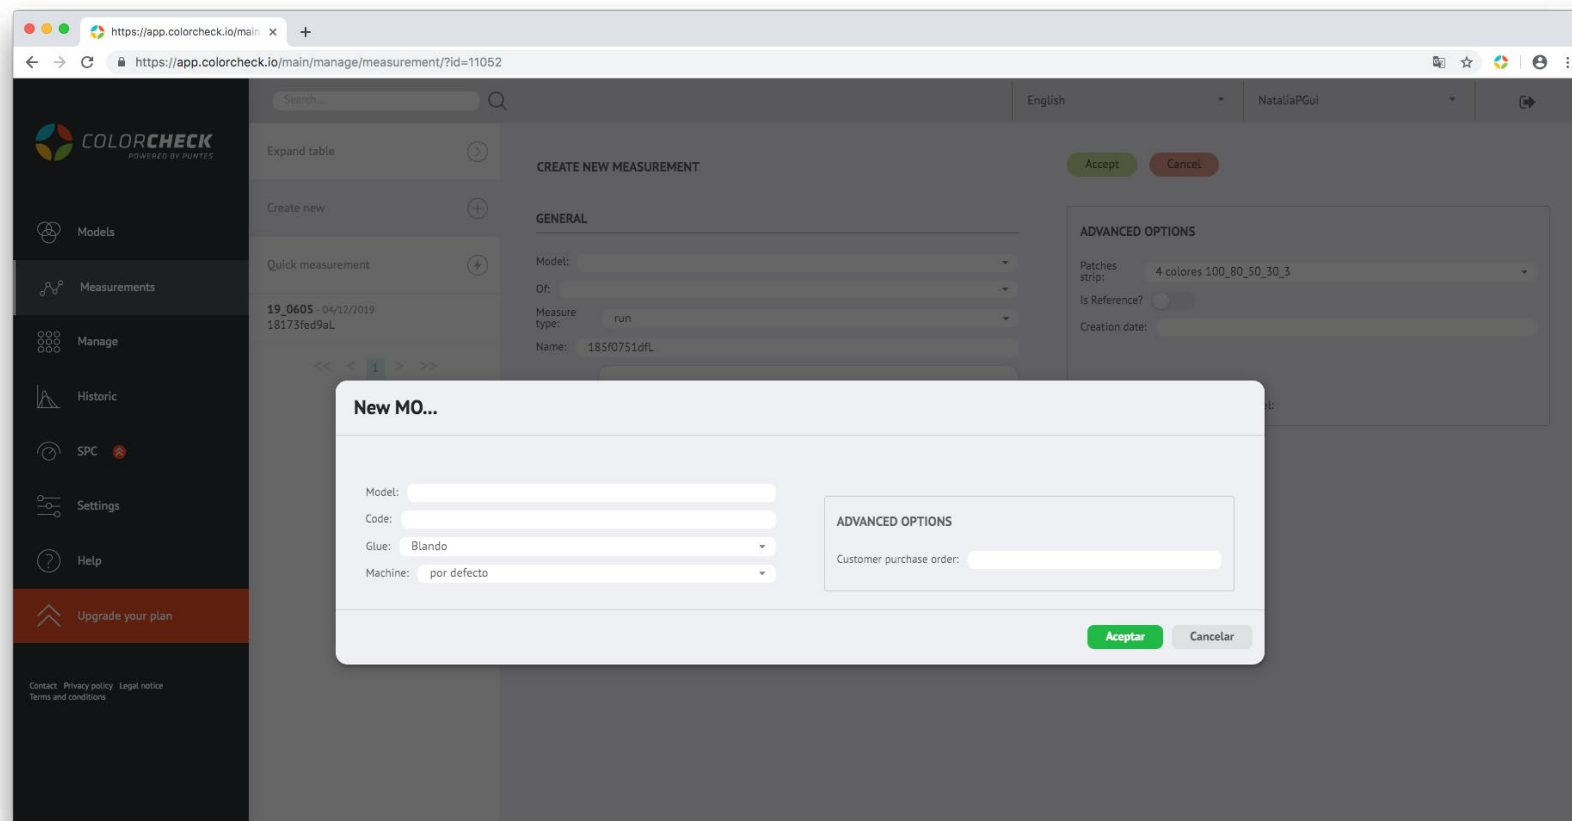 https://app.colorcheck.io/main
https://app.colorcheck.io/main/manage/measurement/?id=11052
Search...
English
NataliaPGui
COLORCHECK
POWERED BY PUNTES
Models
Measurements
Manage
Historic
SPC
Settings
Help
Upgrade your plan
Contact Privacy policy Legal notice
Terms and conditions
Expand table
Create new
Quick measurement
19_0605 - 04/12/2019
18173fed9aL
<< < 1 > >>
CREATE NEW MEASUREMENT
Accept
Cancel
GENERAL
Model:
Of:
Measure
type:
run
Name: 185f0751dfL
ADVANCED OPTIONS
Patches
strip:
4 colores 100_80_50_30_3
Is Reference?
Creation date:
New MO...
Model:
Code:
Glue: Blando
Machine: por defecto
ADVANCED OPTIONS
Customer purchase order:
Aceptar
Cancelar